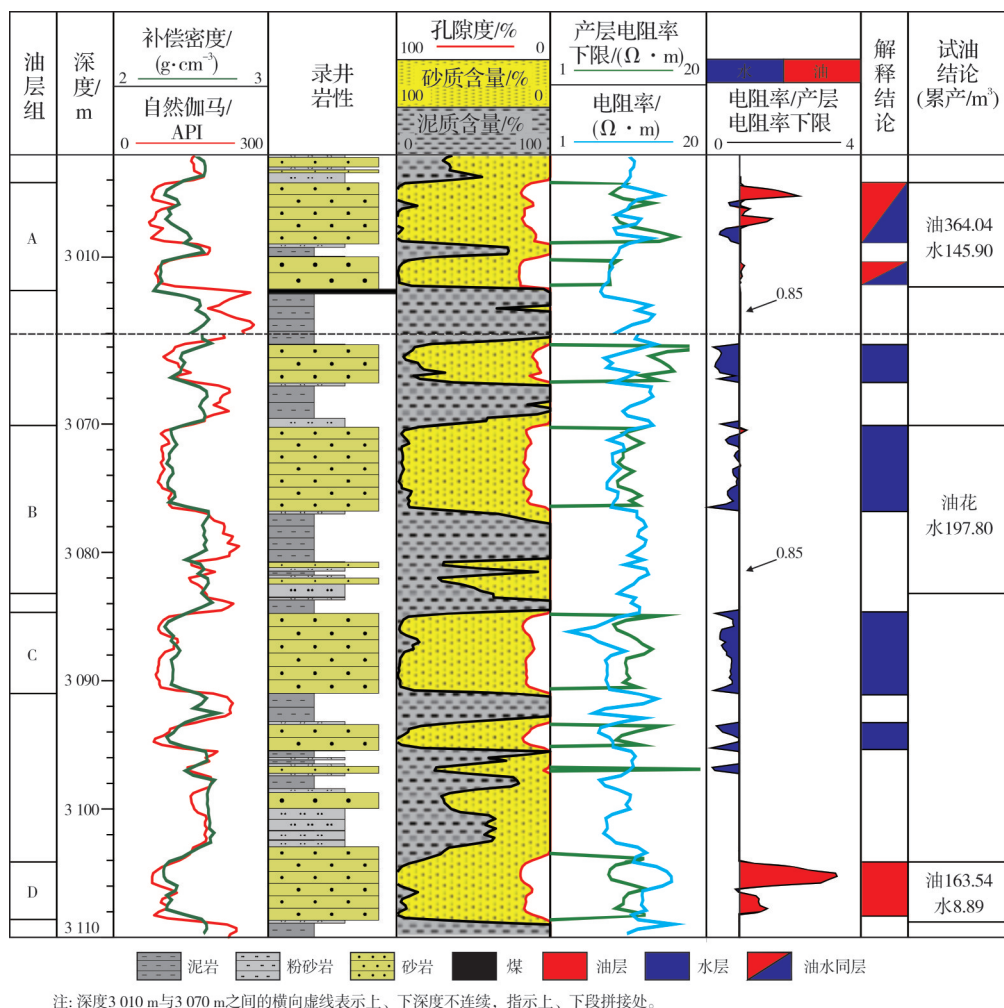 油层组
深度/
m
补偿密度/
(g·cm⁻³)
2 3
自然伽马/
API
0 300
录井
岩性
孔隙度/%
100 0
砂质含量/%
100 0
泥质含量/%
0 100
产层电阻率
下限/(Ω·m)
1 20
电阻率/
(Ω·m)
1 20
水 油
电阻率/产层
电阻率下限
0 4
解释结论
试油
结论
(累产/m³)
A
3 010
0.85
油364.04
水145.90
3 070
B
3 080
0.85
油花
水197.80
C
3 090
3 100
D
3 110
油163.54
水8.89
泥岩 粉砂岩 砂岩 煤 油层 水层 油水同层
注: 深度3 010 m与3 070 m之间的横向虚线表示上、下深度不连续，指示上、下段拼接处。